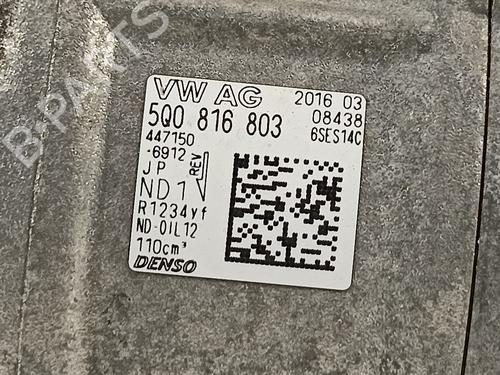 B-PARTS
VW AG 2016 03
5Q0 816 803 08438
447150 6SES14C
-6912
JP REV
ND1
R1234yf
ND-OIL12
110cm³
DENSO